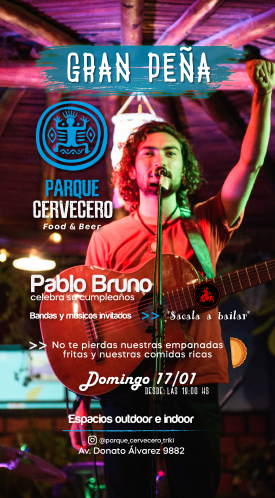 GRAN PEÑA
PARQUE
CERVECERO
Food & Beer
Pablo Bruno
celebra su cumpleaños
Bandas y músicos invitados >> "Sacala a bailar"
>> No te pierdas nuestras empanadas
fritas y nuestras comidas ricas
Domingo 17/01
DESDE LAS 19:00 HS
Espacios outdoor e indoor
@parque_cervecero.triki
Av. Donato Álvarez 9882